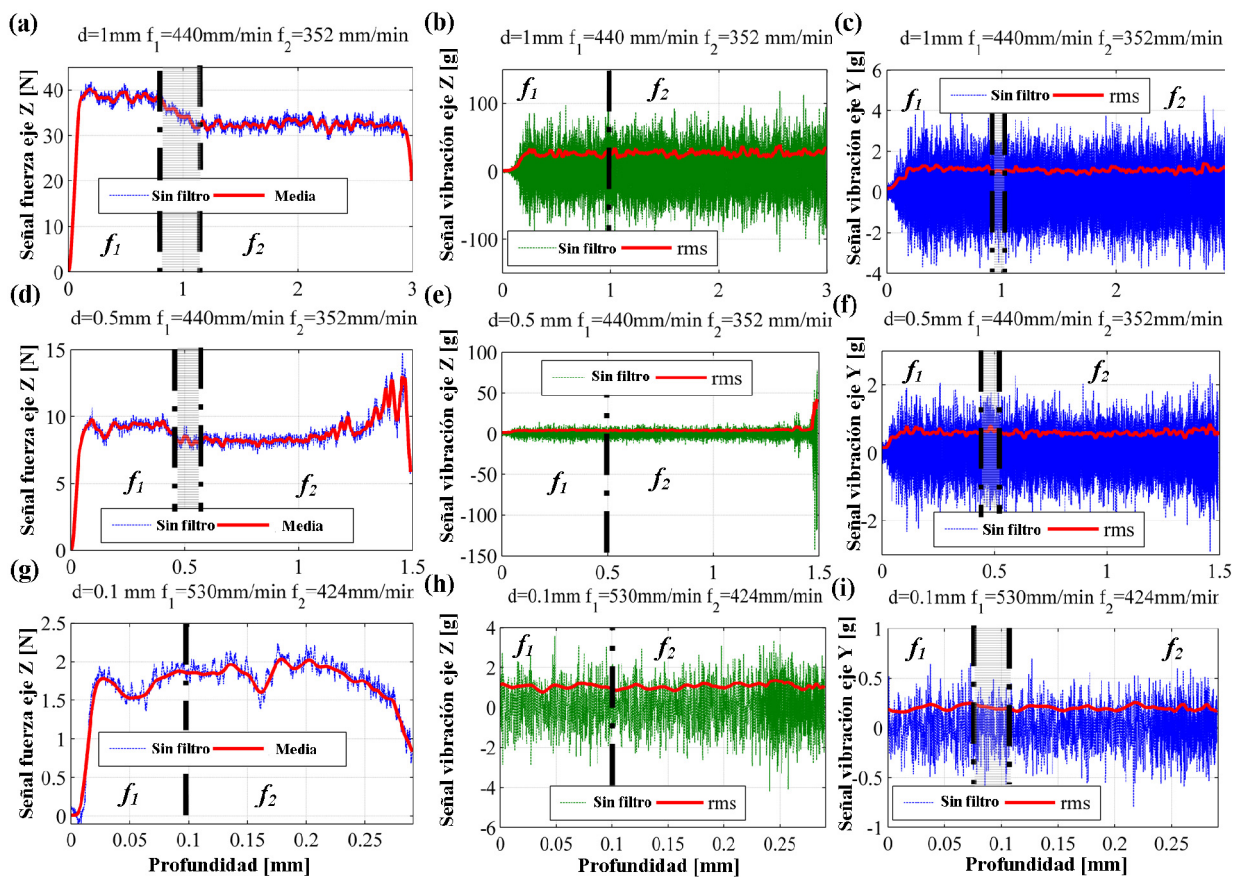 (a)
d=1mm f1=440mm/min f2=352 mm/min
Señal fuerza eje Z [N]
40
30
20
10
0
Sin filtro Media
f1 f2
0 1 2 3
(b)
d=1mm f1=440 mm/min f2=352 mm/min
Señal vibración eje Z [g]
100
0
-100
f1 f2
Sin filtro rms
0 1 2 3
(c)
d=1mm f1=440mm/min f2=352mm/min
Señal vibración eje Y [g]
6
4
2
0
-2
-4
f1 Sin filtro rms f2
0 1 2
(d)
d=0.5mm f1=440mm/min f2=352mm/min
Señal fuerza eje Z [N]
15
10
5
0
f1 f2
Sin filtro Media
0 0.5 1 1.5
(e)
d=0.5 mm f1=440mm/min f2=352 mm/min
Señal vibración eje Z [g]
100
50
0
-50
-100
-150
Sin filtro rms
f1 f2
0 0.5 1 1.5
(f)
d=0.5mm f1=440mm/min f2=352mm/min
Señal vibración eje Y [g]
2
0
-2
f1 f2
Sin filtro rms
0 0.5 1 1.5
(g)
d=0.1 mm f1=530mm/min f2=424mm/min
Señal fuerza eje Z [N]
2.5
2
1.5
1
0.5
0
Sin filtro Media
f1 f2
0 0.05 0.1 0.15 0.2 0.25
Profundidad [mm]
(h)
d=0.1mm f1=530mm/min f2=424mm/min
Señal vibración eje Z [g]
4
2
0
-2
-4
-6
f1 f2
Sin filtro rms
0 0.05 0.1 0.15 0.2 0.25
Profundidad [mm]
(i)
d=0.1mm f1=530mm/min f2=424mm/min
Señal vibración eje Y [g]
1
0.5
0
-0.5
-1
f1 f2
Sin filtro rms
0 0.05 0.1 0.15 0.2 0.25
Profundidad [mm]